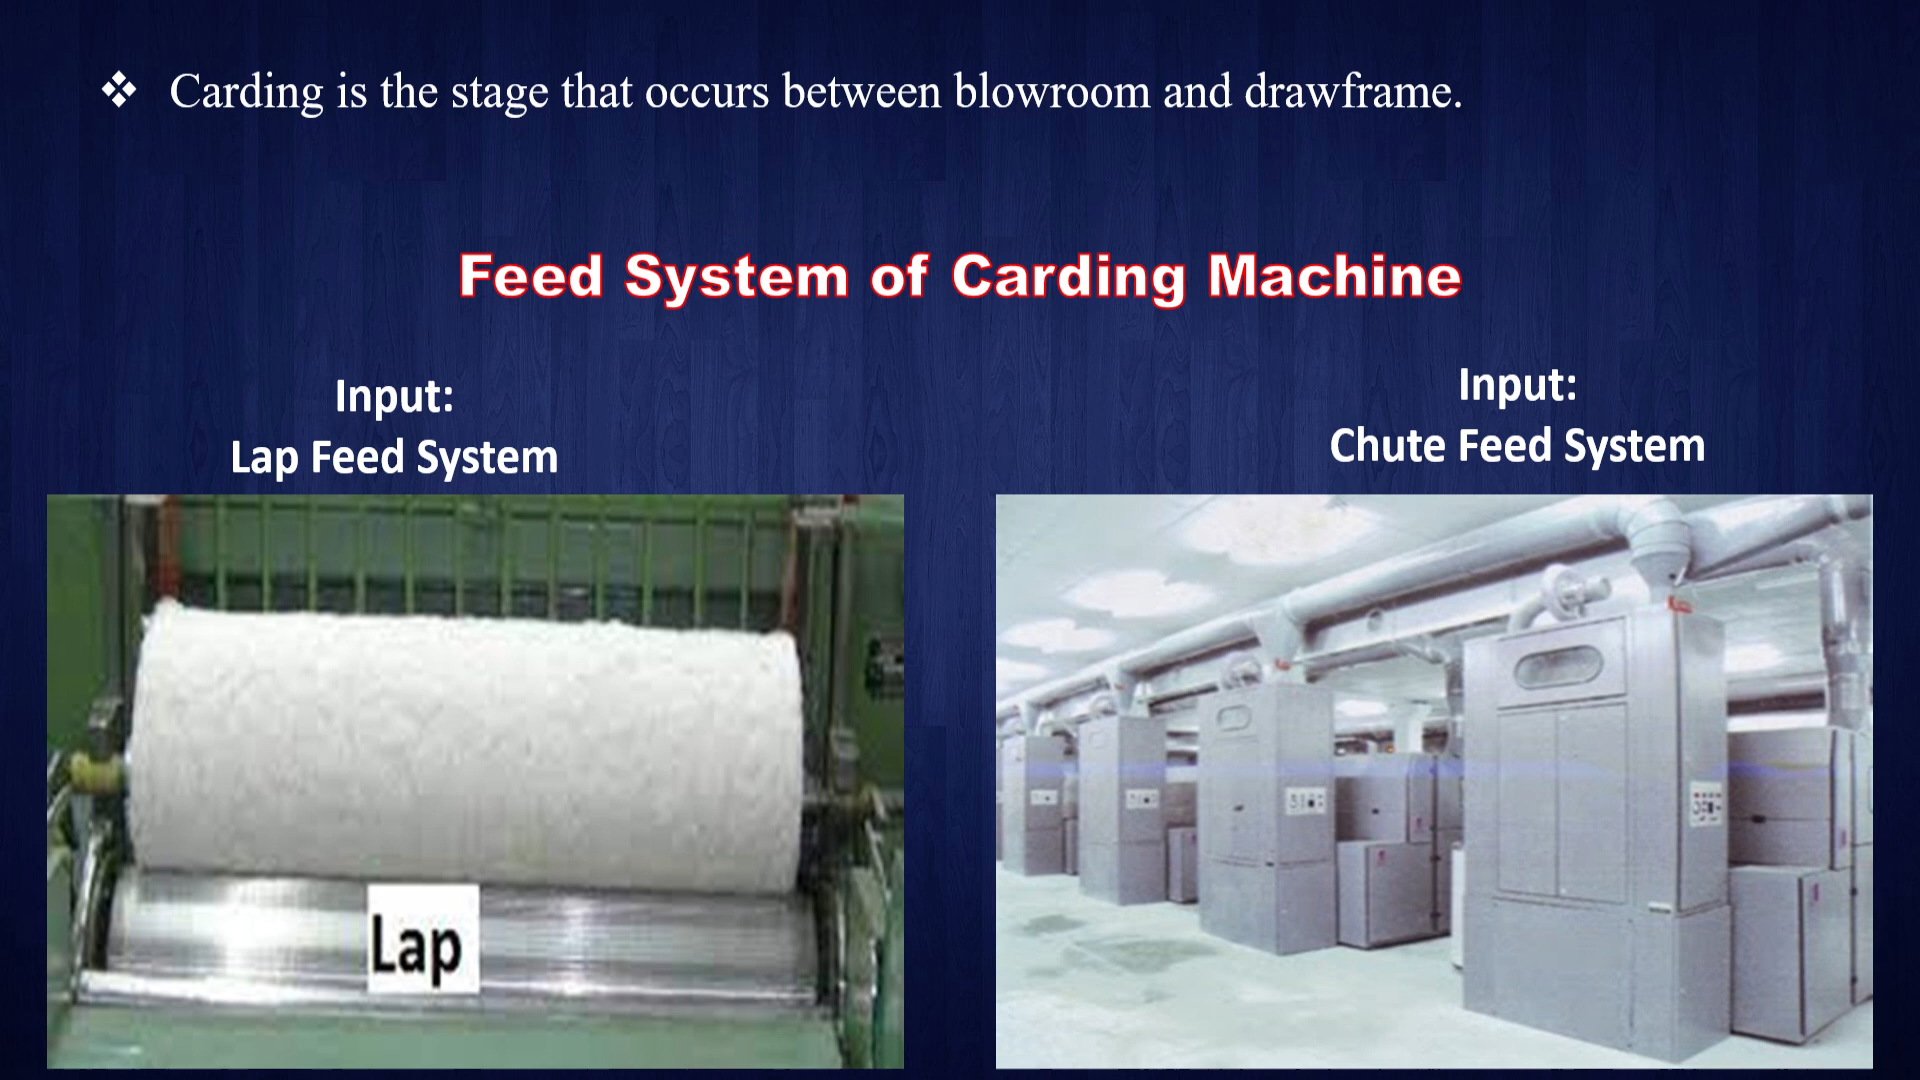 ❖ Carding is the stage that occurs between blowroom and drawframe.
Feed System of Carding Machine
Input:
Lap Feed System
Input:
Chute Feed System
Lap